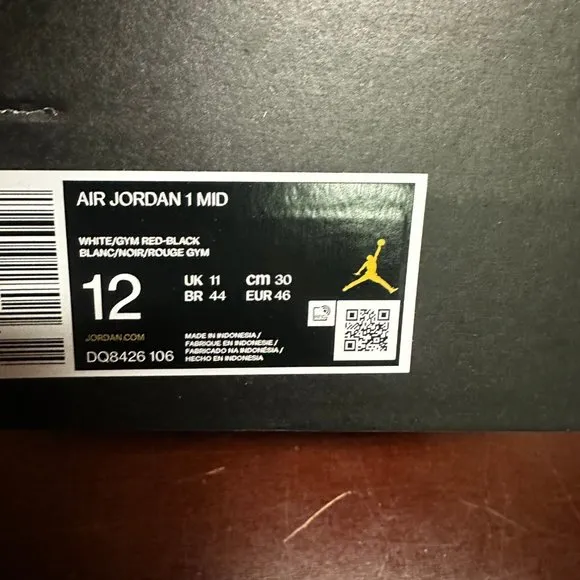 AIR JORDAN 1 MID
WHITE/GYM RED-BLACK
BLANC/NOIR/ROUGE GYM
12
UK 11 cm 30
BR 44 EUR 46
JORDAN.COM
DQ8426 106
MADE IN INDONESIA /
FABRIQUE EN INDONESIE /
FABRICADO NA INDONÉSIA /
HECHO EN INDONESIA